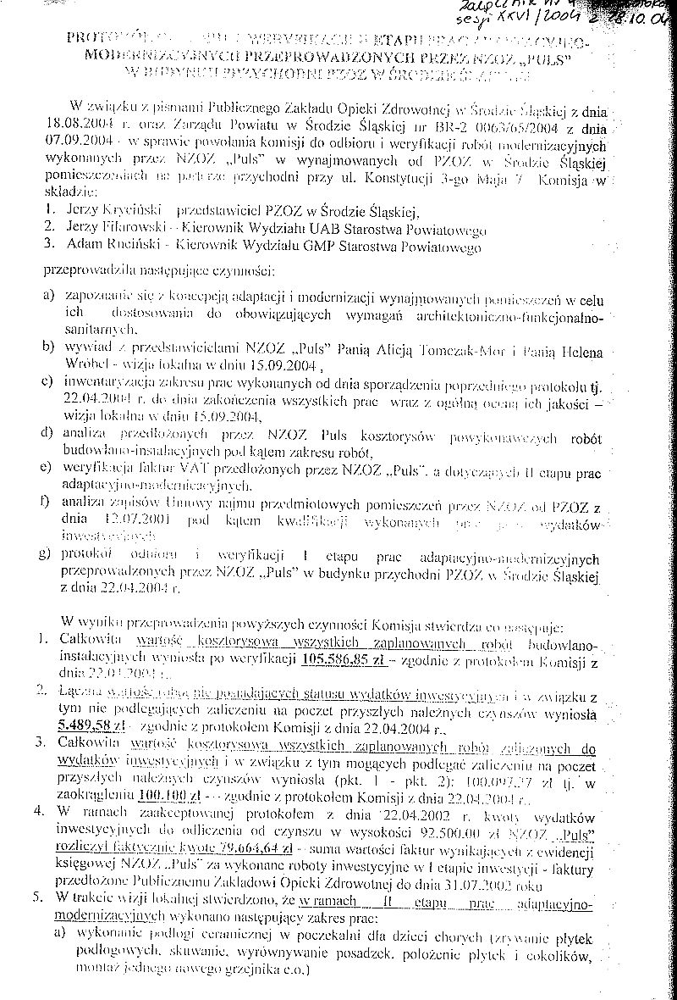 Załącznik nr 4
sesji XXVI/2004 z 28.10.04
ETAPU PRAC
MODERNIZACYJNYCH PRZEPROWADZONYCH PRZEZ NZOZ „PULS”
W BUDYNKU PRZYCHODNI PZOZ W ŚRODZIE ŚLĄSKIEJ
W związku z pismami Publicznego Zakładu Opieki Zdrowotnej w Środzie Śląskiej z dnia
18.08.2004 r. oraz Zarządu Powiatu w Środzie Śląskiej nr BR-2 0063/65/2004 z dnia
07.09.2004 - w sprawie powołania komisji do odbioru i weryfikacji robót modernizacyjnych
wykonanych przez NZOZ „Puls” w wynajmowanych od PZOZ w Środzie Śląskiej
pomieszczeniach na parterze przychodni przy ul. Konstytucji 3-go Maja 7 Komisja w
składzie:
1. Jerzy Kryciński przedstawiciel PZOZ w Środzie Śląskiej,
2. Jerzy Fifarowski - Kierownik Wydziału UAB Starostwa Powiatowego
3. Adam Ruciński - Kierownik Wydziału GMP Starostwa Powiatowego
przeprowadziła następujące czynności:
a) zapoznanie się z koncepcją adaptacji i modernizacji wynajmowanych pomieszczeń w celu
ich dostosowania do obowiązujących wymagań architektoniczno-funkcjonalno-
sanitarnych,
b) wywiad z przedstawicielami NZOZ „Puls” Panią Alicją Tomczak-Mor i Panią Helena
Wróbel - wizja lokalna w dniu 15.09.2004 ,
c) inwentaryzacja zakresu prac wykonanych od dnia sporządzenia poprzedniego protokołu tj.
22.04.2004 r. do dnia zakończenia wszystkich prac wraz z ogólną oceną ich jakości –
wizja lokalna w dniu 15.09.2004,
d) analiza przedłożonych przez NZOZ Puls kosztorysów powykonawczych robót
budowlano-instalacyjnych pod kątem zakresu robót,
e) weryfikacja faktur VAT przedłożonych przez NZOZ „Puls”, a dotyczących II etapu prac
adaptacyjno-modernizacyjnych,
f) analiza zapisów Umowy najmu przedmiotowych pomieszczeń przez NZOZ od PZOZ z
dnia 12.07.2001 pod kątem kwalifikacji wykonanych wydatków
inwestycyjnych
g) protokół odbioru i weryfikacji I etapu prac adaptacyjno-modernizcyjnych
przeprowadzonych przez NZOZ „Puls” w budynku przychodni PZOZ w Środzie Śląskiej
z dnia 22.04.2004 r.
W wyniku przeprowadzenia powyższych czynności Komisja stwierdza co następuje:
1. Całkowita wartość kosztorysowa wszystkich zaplanowanych robót budowlano-
instalacyjnych wyniosła po weryfikacji 105.586,85 zł – zgodnie z protokołem Komisji z
dnia 22.04.2004 r.,
2. Łączna wartość robót nie posiadających statusu wydatków inwestycyjnych i w związku z
tym nie podlegających zaliczeniu na poczet przyszłych należnych czynszów wyniosła
5.489,58 zł - zgodnie z protokołem Komisji z dnia 22.04.2004 r.,
3. Całkowita wartość kosztorysowa wszystkich zaplanowanych robót zaliczonych do
wydatków inwestycyjnych i w związku z tym mogących podlegać zaliczeniu na poczet
przyszłych należnych czynszów wyniosła (pkt. 1 - pkt. 2): 100.097,27 zł tj. w
zaokrągleniu 100.100 zł - - zgodnie z protokołem Komisji z dnia 22.04.2004 r.,
4. W ramach zaakceptowanej protokołem z dnia 22.04.2002 r. kwoty wydatków
inwestycyjnych do odliczenia od czynszu w wysokości 92.500.00 zł NZOZ „Puls”
rozliczył faktycznie kwotę 79.664,64 zł - suma wartości faktur wynikających z ewidencji
księgowej NZOZ „Puls” za wykonane roboty inwestycyjne w I etapie inwestycji - faktury
przedłożone Publicznemu Zakładowi Opieki Zdrowotnej do dnia 31.07.2002 roku
5. W trakcie wizji lokalnej stwierdzono, że w ramach II etapu prac adaptacyjno-
modernizacyjnych wykonano następujący zakres prac:
a) wykonanie podłogi ceramicznej w poczekalni dla dzieci chorych (zrywanie płytek
podłogowych, skuwanie, wyrównywanie posadzek, położenie płytek i cokolików,
montaż jednego nowego grzejnika c.o.)